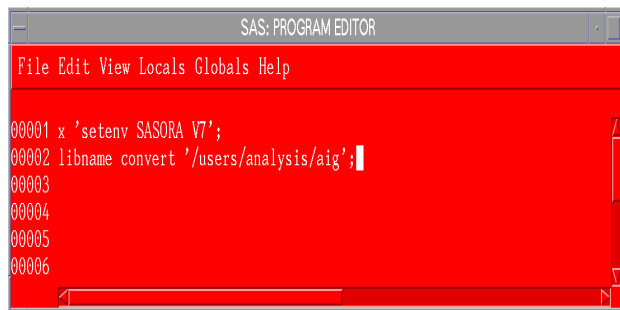 SAS: PROGRAM EDITOR
File Edit View Locals Globals Help
00001 x 'setenv SASORA V7';
00002 libname convert '/users/analysis/aig';
00003
00004
00005
00006